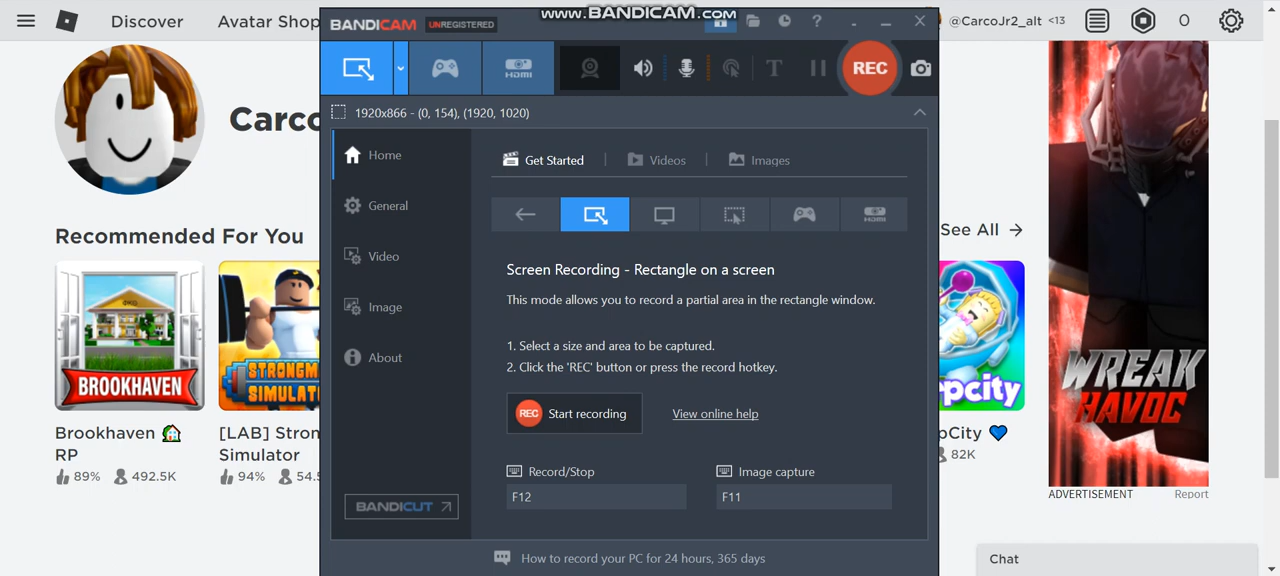 Discover
Avatar Shop
BANDICAM UNREGISTERED
www.BANDICAM.com
?
@CarcoJr2_alt <13
0
HDMI
T
REC
1920x866 - (0, 154), (1920, 1020)
Carco
Home
General
Video
Image
About
BANDICUT
Get Started
Videos
Images
HDMI
Screen Recording - Rectangle on a screen
This mode allows you to record a partial area in the rectangle window.
1. Select a size and area to be captured.
2. Click the 'REC' button or press the record hotkey.
REC Start recording
View online help
Record/Stop
Image capture
F12
F11
How to record your PC for 24 hours, 365 days
Recommended For You
See All
BROOKHAVEN
STRONGM
SIMULAT
pcity
Brookhaven 🏡
RP
89% 492.5K
[LAB] Stron
Simulator
94% 54.5
pCity 💙
82K
WREAK
HAVOC
ADVERTISEMENT
Report
Chat